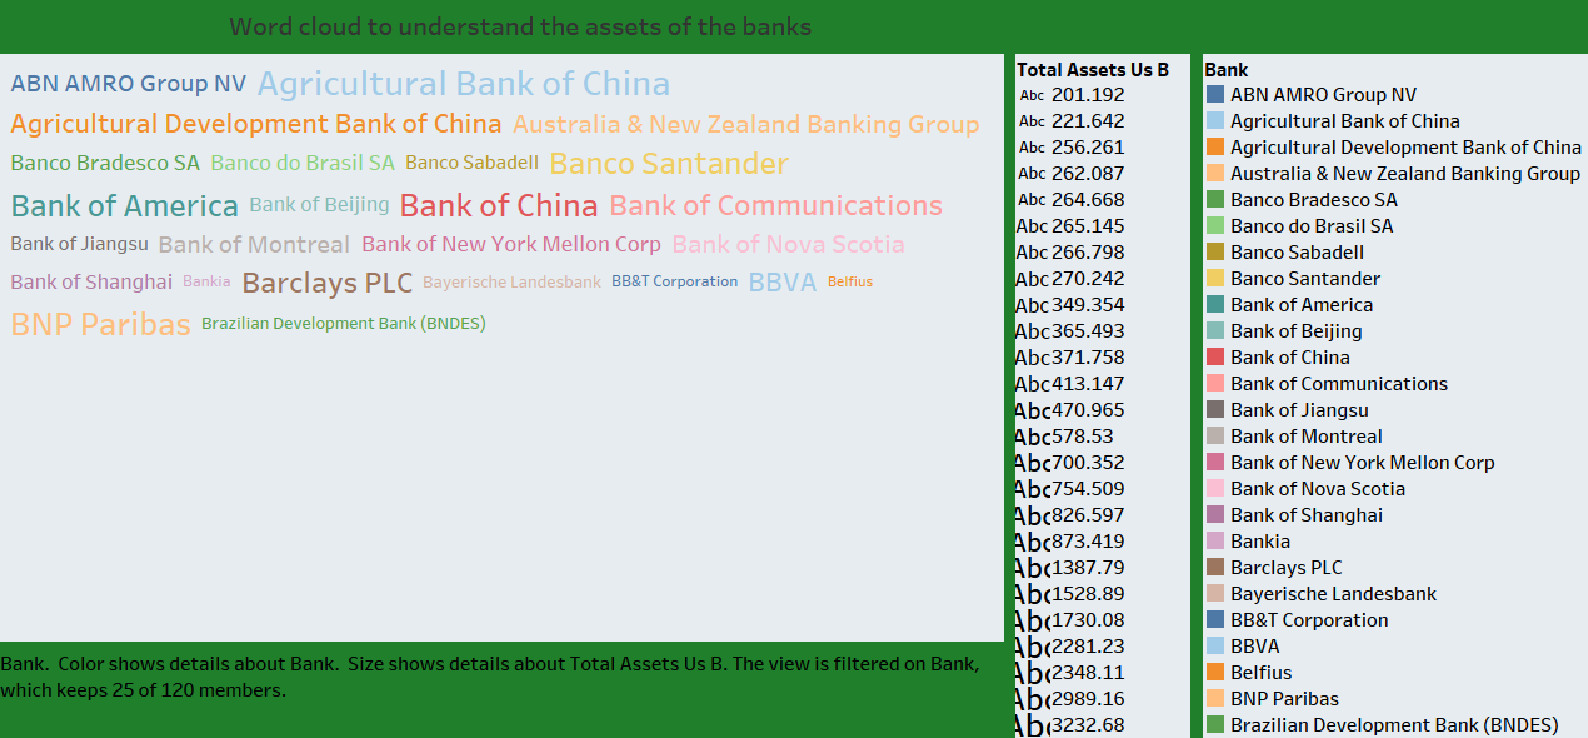 Word cloud to understand the assets of the banks
ABN AMRO Group NV Agricultural Bank of China
Agricultural Development Bank of China Australia & New Zealand Banking Group
Banco Bradesco SA Banco do Brasil SA Banco Sabadell Banco Santander
Bank of America Bank of Beijing Bank of China Bank of Communications
Bank of Jiangsu Bank of Montreal Bank of New York Mellon Corp Bank of Nova Scotia
Bank of Shanghai Bankia Barclays PLC Bayerische Landesbank BB&T Corporation BBVA Belfius
BNP Paribas Brazilian Development Bank (BNDES)
Bank. Color shows details about Bank. Size shows details about Total Assets Us B. The view is filtered on Bank,
which keeps 25 of 120 members.
Total Assets Us B
Abc 201.192
Abc 221.642
Abc 256.261
Abc 262.087
Abc 264.668
Abc 265.145
Abc 266.798
Abc 270.242
Abc 349.354
Abc 365.493
Abc 371.758
Abc 413.147
Abc 470.965
Abc 578.53
Abc 700.352
Abc 754.509
Abc 826.597
Abc 873.419
Abc 1387.79
Abc 1528.89
Abc 1730.08
Abc 2281.23
Abc 2348.11
Abc 2989.16
Abc 3232.68
Bank
ABN AMRO Group NV
Agricultural Bank of China
Agricultural Development Bank of China
Australia & New Zealand Banking Group
Banco Bradesco SA
Banco do Brasil SA
Banco Sabadell
Banco Santander
Bank of America
Bank of Beijing
Bank of China
Bank of Communications
Bank of Jiangsu
Bank of Montreal
Bank of New York Mellon Corp
Bank of Nova Scotia
Bank of Shanghai
Bankia
Barclays PLC
Bayerische Landesbank
BB&T Corporation
BBVA
Belfius
BNP Paribas
Brazilian Development Bank (BNDES)